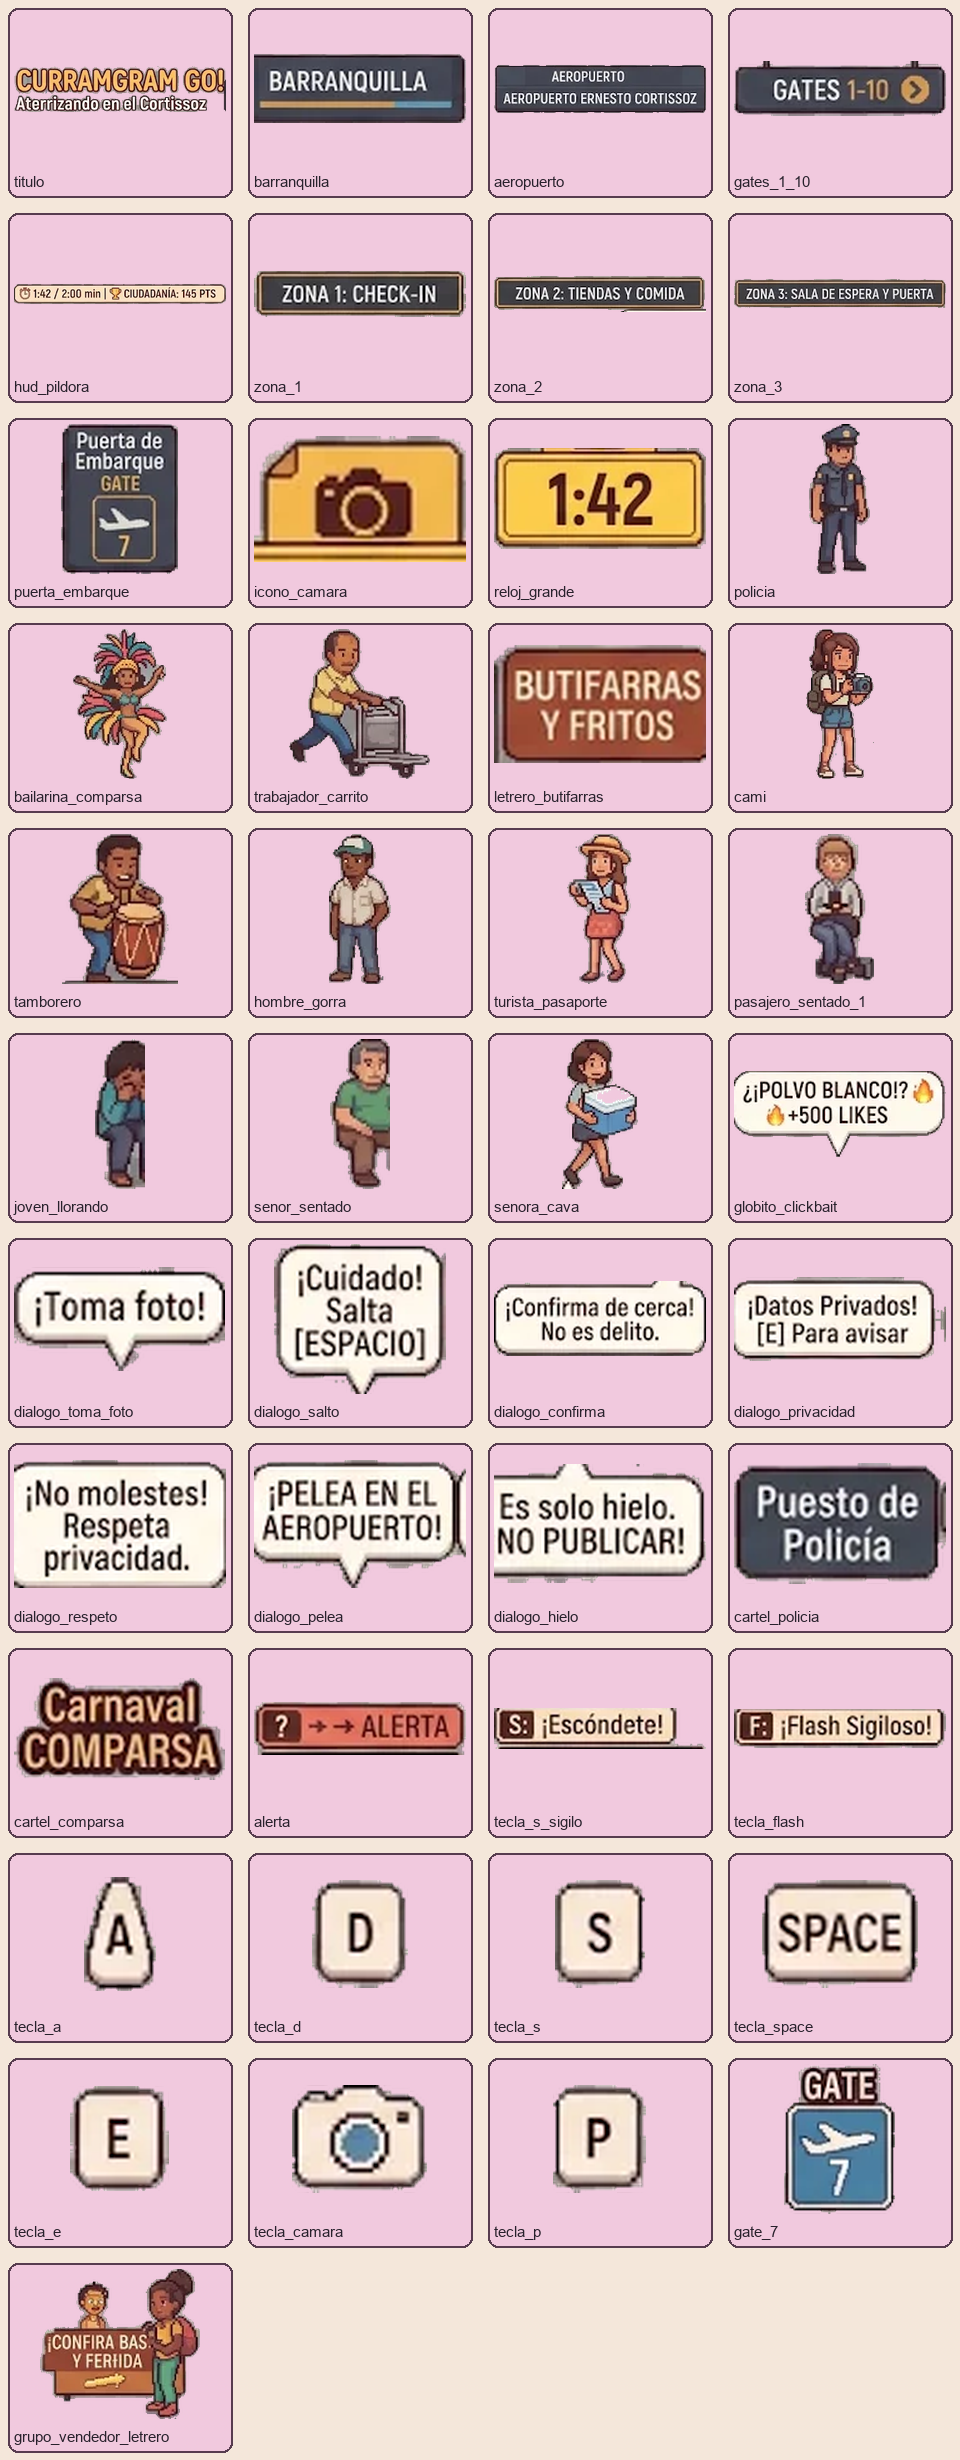 CURRAMGRAM GO!
Aterrizando en el Cortissoz
titulo
BARRANQUILLA
barranquilla
AEROPUERTO
AEROPUERTO ERNESTO CORTISSOZ
aeropuerto
GATES 1-10
gates_1_10
1:42 / 2:00 min | CIUDADANÍA: 145 PTS
hud_pildora
ZONA 1: CHECK-IN
zona_1
ZONA 2: TIENDAS Y COMIDA
zona_2
ZONA 3: SALA DE ESPERA Y PUERTA
zona_3
Puerta de
Embarque
GATE
7
puerta_embarque
icono_camara
1:42
reloj_grande
policia
bailarina_comparsa
trabajador_carrito
BUTIFARRAS
Y FRITOS
letrero_butifarras
cami
tamborero
hombre_gorra
turista_pasaporte
pasajero_sentado_1
joven_llorando
senor_sentado
senora_cava
¿¡POLVO BLANCO!?
+500 LIKES
globito_clickbait
¡Toma foto!
dialogo_toma_foto
¡Cuidado!
Salta
[ESPACIO]
dialogo_salto
¡Confirma de cerca!
No es delito.
dialogo_confirma
¡Datos Privados!
[E] Para avisar
dialogo_privacidad
¡No molestes!
Respeta
privacidad.
dialogo_respeto
¡PELEA EN EL
AEROPUERTO!
dialogo_pelea
Es solo hielo.
NO PUBLICAR!
dialogo_hielo
Puesto de
Policía
cartel_policia
Carnaval
COMPARSA
cartel_comparsa
? → → ALERTA
alerta
S: ¡Escóndete!
tecla_s_sigilo
F: ¡Flash Sigiloso!
tecla_flash
A
tecla_a
D
tecla_d
S
tecla_s
SPACE
tecla_space
E
tecla_e
tecla_camara
P
tecla_p
GATE
7
gate_7
¡CONFIRA BAS
Y FERIIDA
grupo_vendedor_letrero